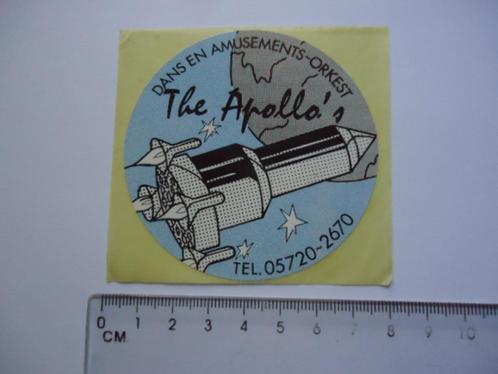 DANS EN AMUSEMENTS-ORKEST
The Apollo's
TEL. 05720-2670
0 1 2 3 4 5 6 7 8 9 10
CM